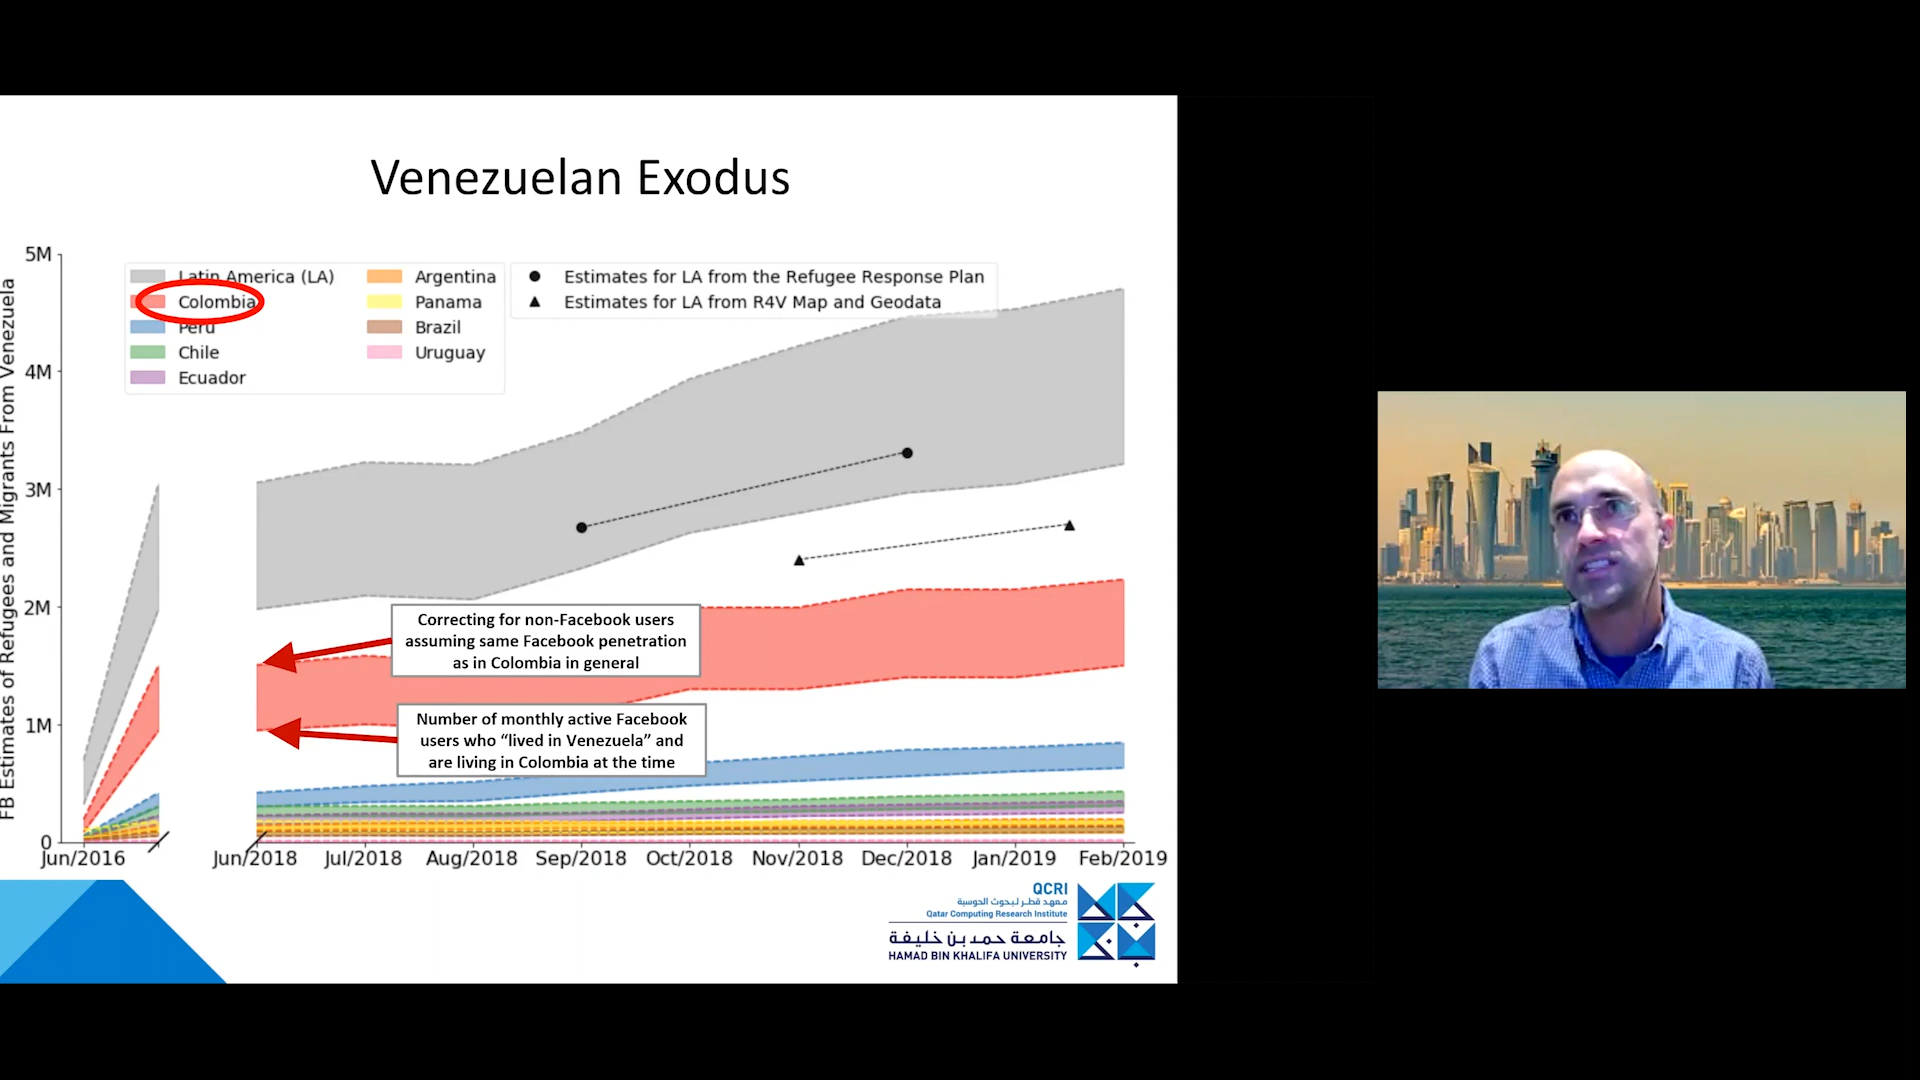 Venezuelan Exodus
FB Estimates of Refugees and Migrants From Venezuela
5M
4M
3M
2M
1M
0
Latin America (LA)
Colombia
Peru
Chile
Ecuador
Argentina
Panama
Brazil
Uruguay
Estimates for LA from the Refugee Response Plan
Estimates for LA from R4V Map and Geodata
Correcting for non-Facebook users
assuming same Facebook penetration
as in Colombia in general
Number of monthly active Facebook
users who “lived in Venezuela” and
are living in Colombia at the time
Jun/2016
Jun/2018
Jul/2018
Aug/2018
Sep/2018
Oct/2018
Nov/2018
Dec/2018
Jan/2019
Feb/2019
QCRI
معهد قطر لبحوث الحوسبة
Qatar Computing Research Institute
جامعة حمد بن خليفة
HAMAD BIN KHALIFA UNIVERSITY